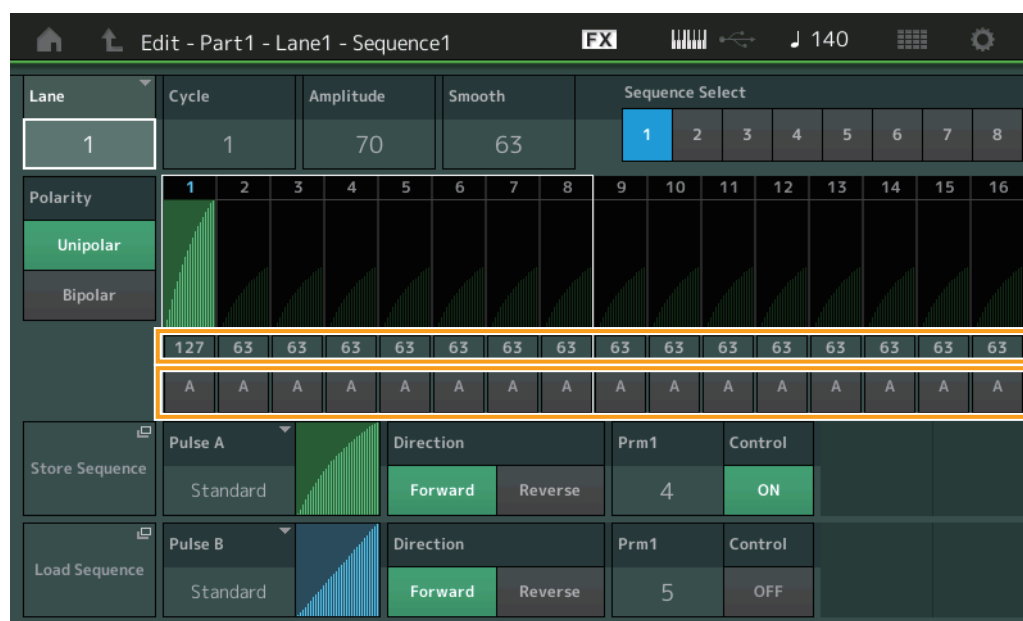 Edit - Part1 - Lane1 - Sequence1 FX 140
Lane Cycle Amplitude Smooth Sequence Select
1 1 70 63 1 2 3 4 5 6 7 8
Polarity 1 2 3 4 5 6 7 8 9 10 11 12 13 14 15 16
Unipolar
Bipolar
127 63 63 63 63 63 63 63 63 63 63 63 63 63 63 63
A A A A A A A A A A A A A A A A
Store Sequence Pulse A Direction Prm1 Control
Standard Forward Reverse 4 ON
Load Sequence Pulse B Direction Prm1 Control
Standard Forward Reverse 5 OFF